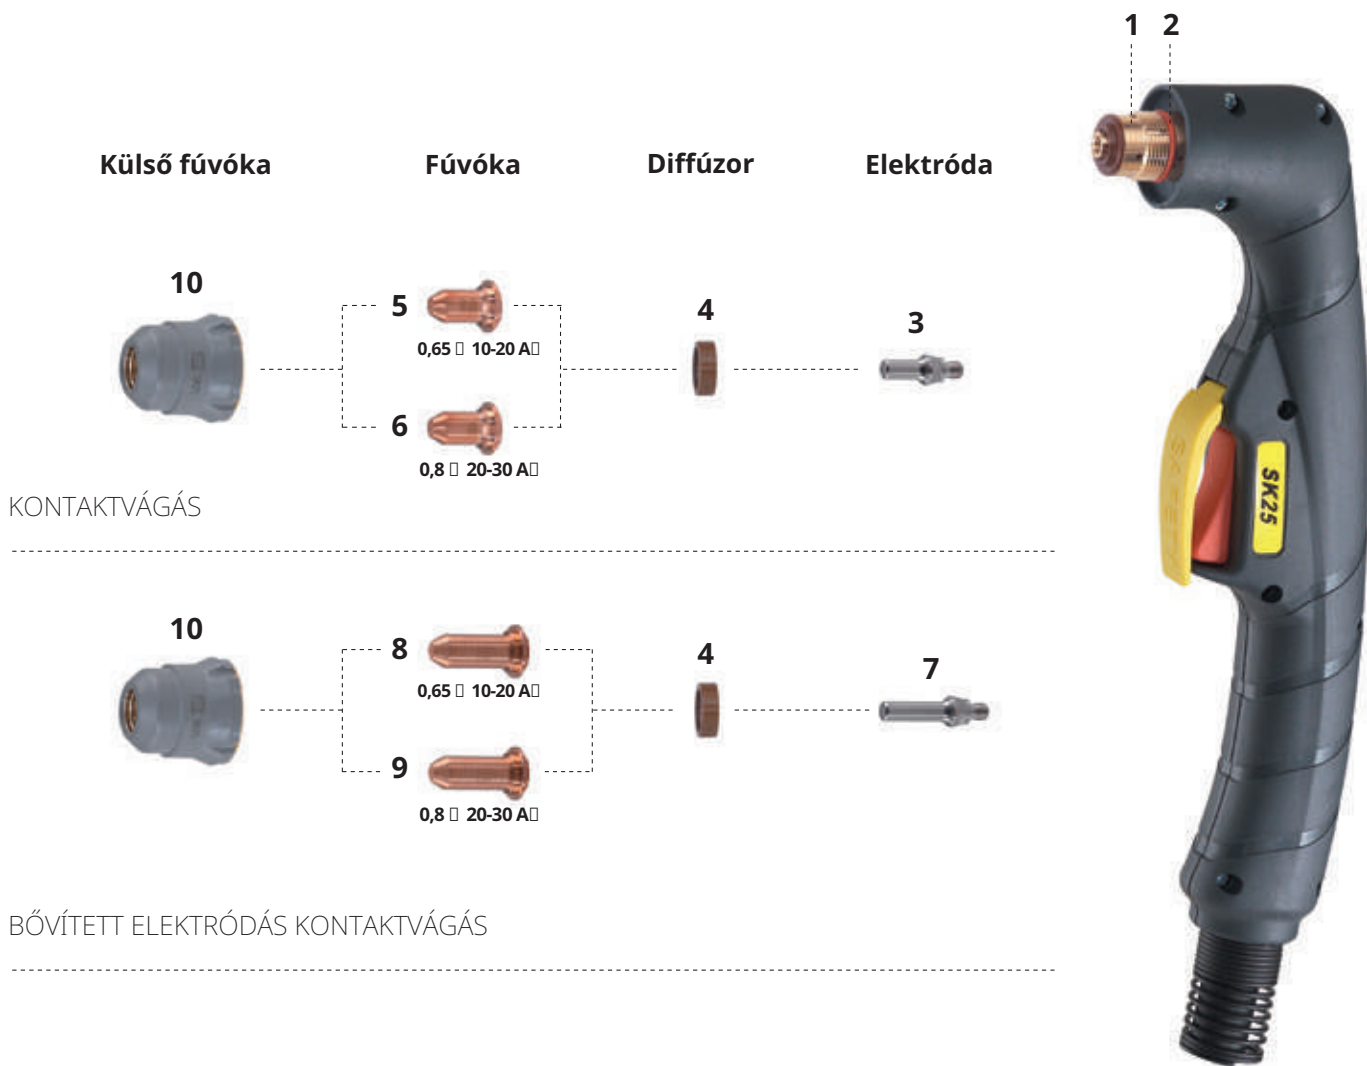 1 2
Külső fúvóka Fúvóka Diffúzor Elektróda
10
5
0,65 10-20 A
4
3
6
0,8 20-30 A
KONTAKTVÁGÁS
SAFETY
SK25
10
8
0,65 10-20 A
4
7
9
0,8 20-30 A
BŐVÍTETT ELEKTRÓDÁS KONTAKTVÁGÁS